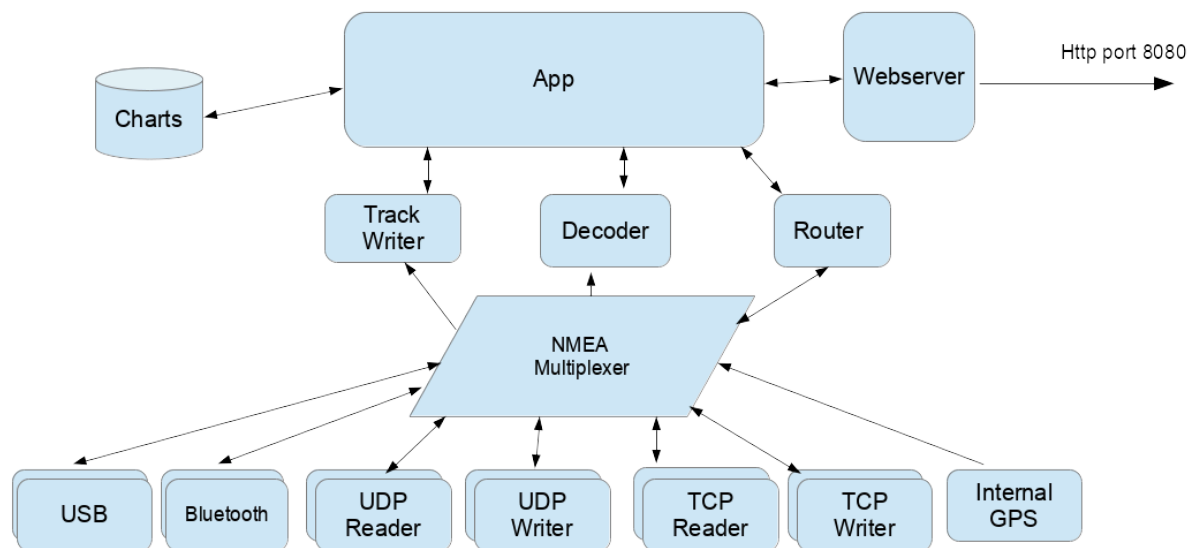 Http port 8080
App
Webserver
Charts
Track
Writer
Decoder
Router
NMEA
Multiplexer
USB
Bluetooth
UDP
Reader
UDP
Writer
TCP
Reader
TCP
Writer
Internal
GPS